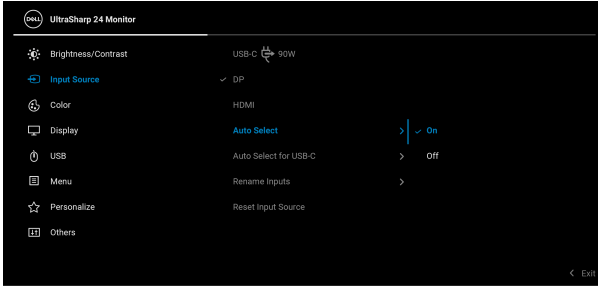 DELL UltraSharp 24 Monitor
Brightness/Contrast USB-C 90W
Input Source DP
Color HDMI
Display Auto Select On
USB Auto Select for USB-C Off
Menu Rename Inputs
Personalize Reset Input Source
Others
Exit